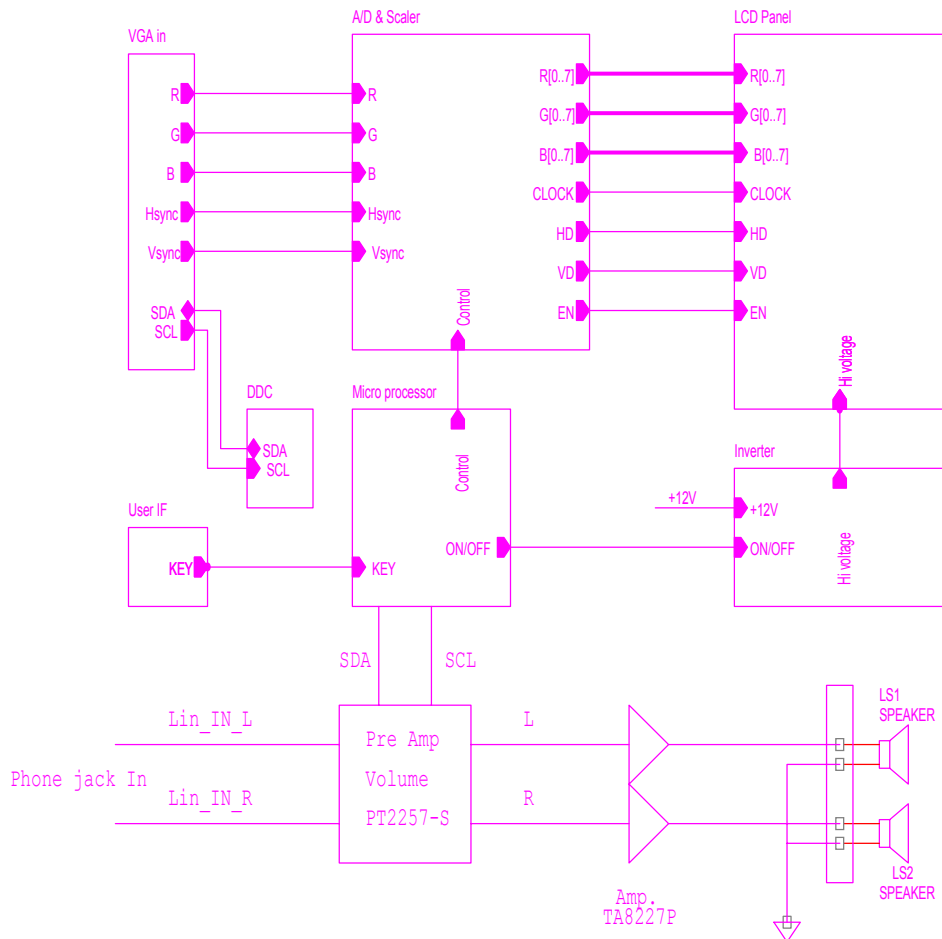 A/D & Scaler
LCD Panel
VGA in
R
G
B
Hsync
Vsync
SDA
SCL
R
G
B
Hsync
Vsync
R[0..7]
G[0..7]
B[0..7]
CLOCK
HD
VD
EN
Control
R[0..7]
G[0..7]
B[0..7]
CLOCK
HD
VD
EN
Hi voltage
DDC
SDA
SCL
Micro processor
Control
ON/OFF
KEY
Inverter
+12V
+12V
ON/OFF
Hi voltage
User IF
KEY
SDA
SCL
Phone jack In
Lin_IN_L
Lin_IN_R
Pre Amp
Volume
PT2257-S
L
R
Amp.
TA8227P
LS1
SPEAKER
LS2
SPEAKER